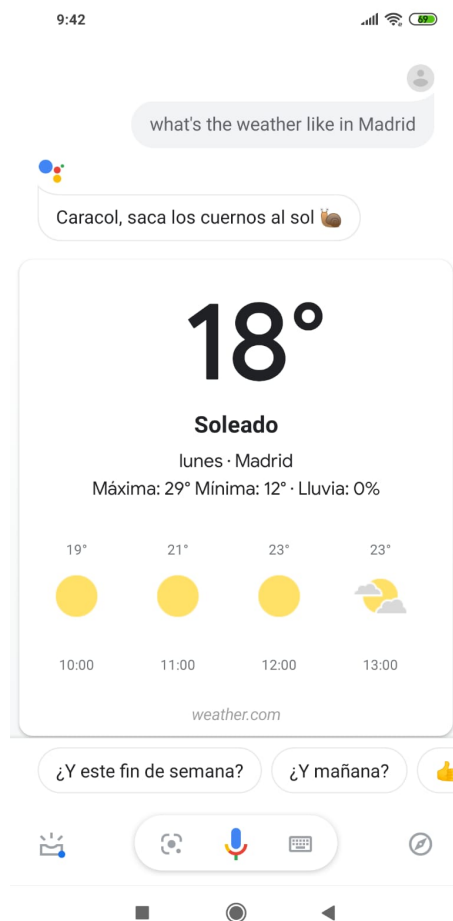 9:42
69
what's the weather like in Madrid
Caracol, saca los cuernos al sol 🐌
18°
Soleado
lunes · Madrid
Máxima: 29° Mínima: 12° · Lluvia: 0%
19° 21° 23° 23°
10:00 11:00 12:00 13:00
weather.com
¿Y este fin de semana? ¿Y mañana? 👍